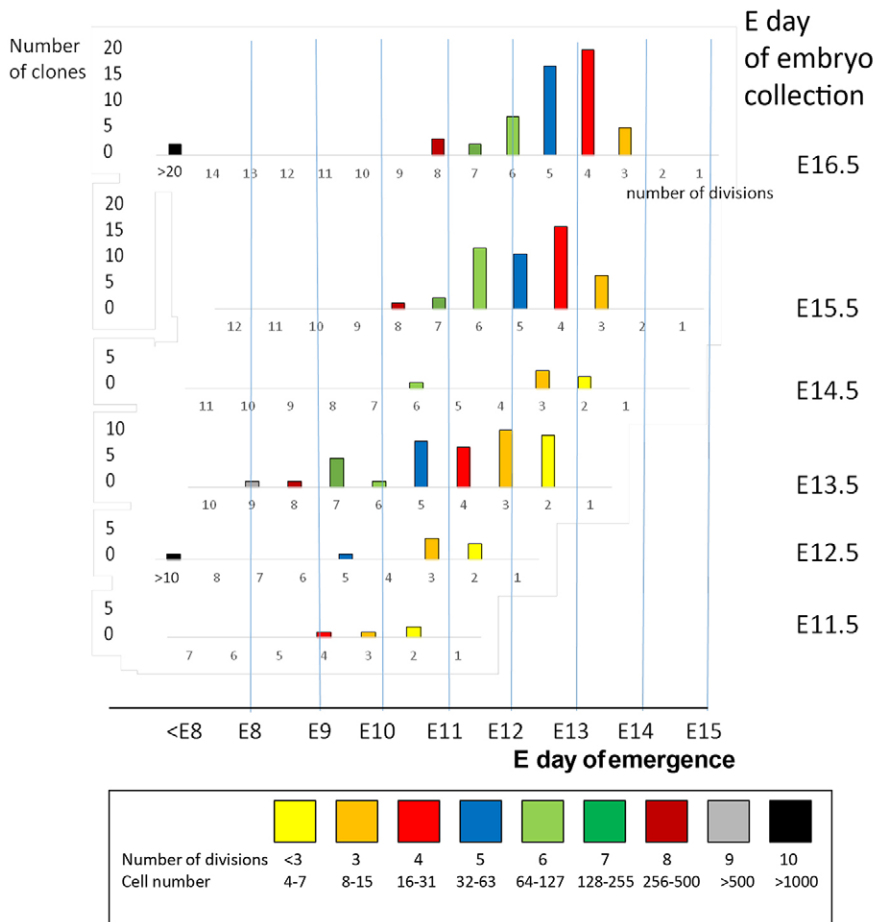 Number
of clones
E day
of embryo
collection
20
15
10
5
0
>20 14 13 12 11 10 9 8 7 6 5 4 3 2 1
E16.5
number of divisions
20
15
10
5
0
E15.5
12 11 10 9 8 7 6 5 4 3 2 1
5
0
E14.5
11 10 9 8 7 6 5 4 3 2 1
10
5
0
E13.5
10 9 8 7 6 5 4 3 2 1
5
0
E12.5
>10 8 7 6 5 4 3 2 1
5
0
E11.5
7 6 5 4 3 2 1
<E8 E8 E9 E10 E11 E12 E13 E14 E15
E day of emergence
Number of divisions <3 3 4 5 6 7 8 9 10
Cell number 4-7 8-15 16-31 32-63 64-127 128-255 256-500 >500 >1000